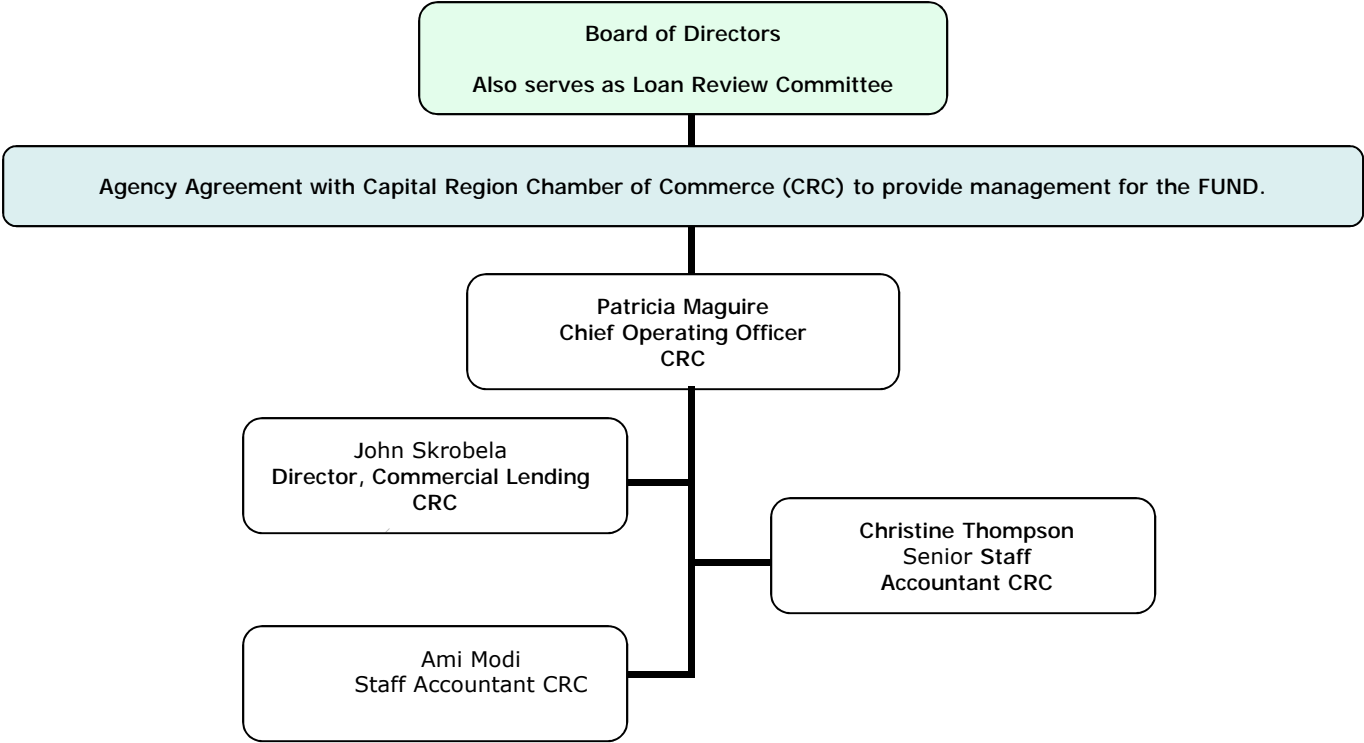 Board of Directors
Also serves as Loan Review Committee
Agency Agreement with Capital Region Chamber of Commerce (CRC) to provide management for the FUND.
Patricia Maguire
Chief Operating Officer
CRC
John Skrobela
Director, Commercial Lending
CRC
Christine Thompson
Senior Staff
Accountant CRC
Ami Modi
Staff Accountant CRC